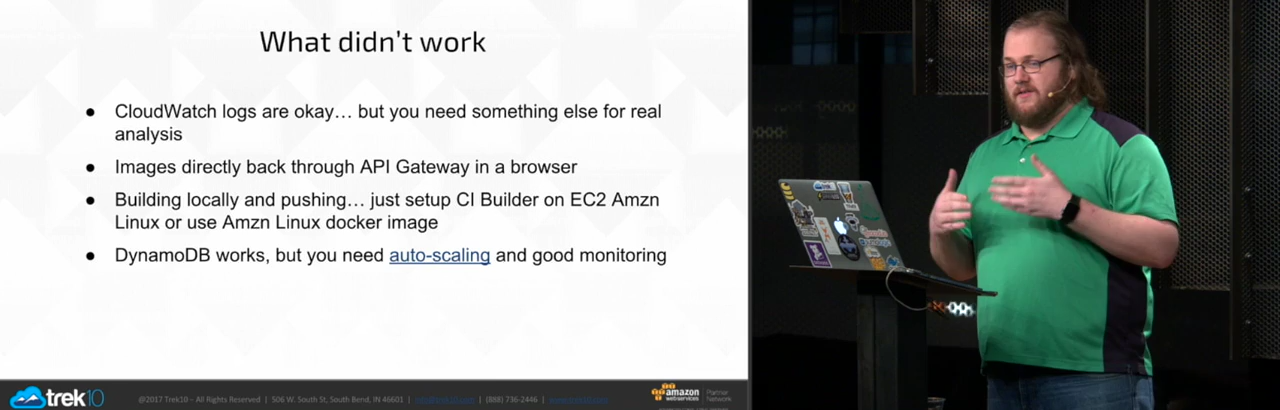 What didn't work
● CloudWatch logs are okay… but you need something else for real
analysis
● Images directly back through API Gateway in a browser
● Building locally and pushing… just setup CI Builder on EC2 Amzn
Linux or use Amzn Linux docker image
● DynamoDB works, but you need auto-scaling and good monitoring
trek10
@2017 Trek10 – All Rights Reserved | 506 W. South St, South Bend, IN 46601 |
| (888) 736-2446 |
amazon
web services
Partner
Network